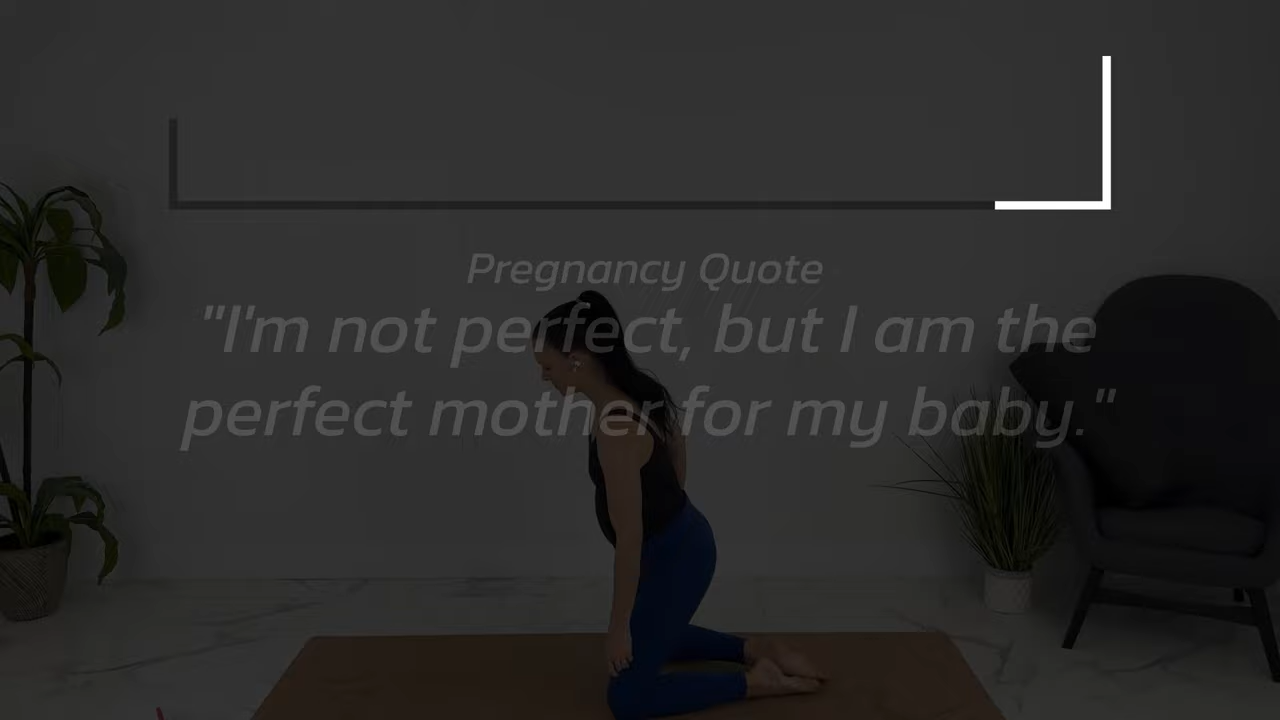 Pregnancy Quote
"I'm not perfect, but I am the
perfect mother for my baby."